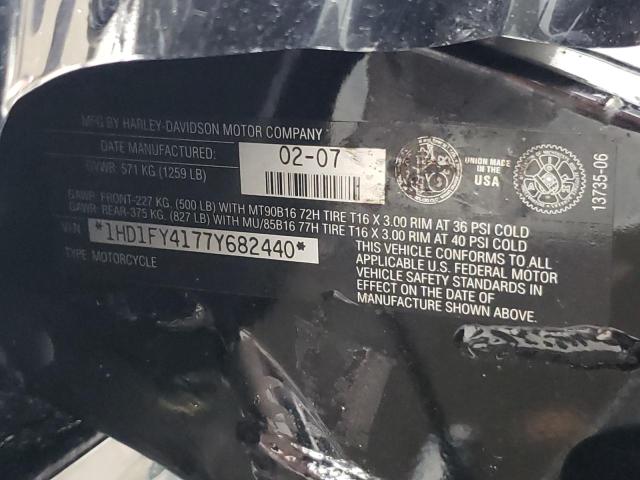 MFG BY HARLEY-DAVIDSON MOTOR COMPANY
DATE MANUFACTURED: 02-07
GVWR: 571 KG (1259 LB)
UNION MADE
IN THE
USA
13735-06
GAWR: FRONT-227 KG. (500 LB) WITH MT90B16 72H TIRE T16 X 3.00 RIM AT 36 PSI COLD
GAWR: REAR-375 KG. (827 LB) WITH MU/85B16 77H TIRE T16 X 3.00 RIM AT 40 PSI COLD
VIN *1HD1FY4177Y682440*
TYPE MOTORCYCLE
THIS VEHICLE CONFORMS TO ALL
APPLICABLE U.S. FEDERAL MOTOR
VEHICLE SAFETY STANDARDS IN
EFFECT ON THE DATE OF
MANUFACTURE SHOWN ABOVE.